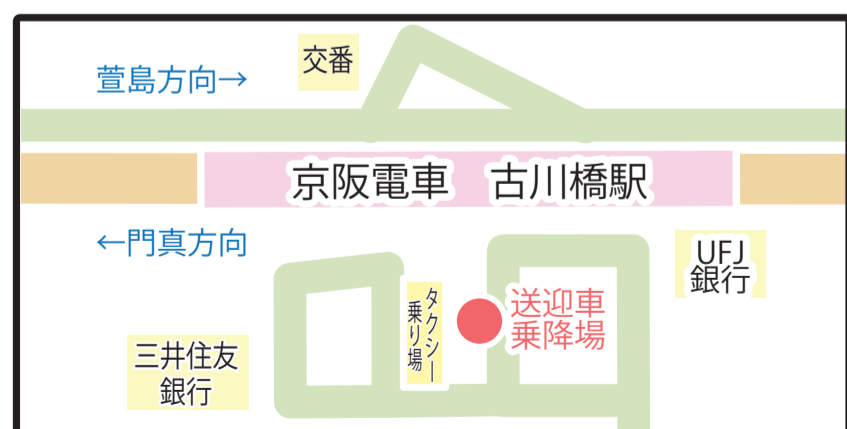 交番
萱島方向→
京阪電車　古川橋駅
←門真方向
UFJ
銀行
タクシー
乗り場
送迎車
乗降場
三井住友
銀行